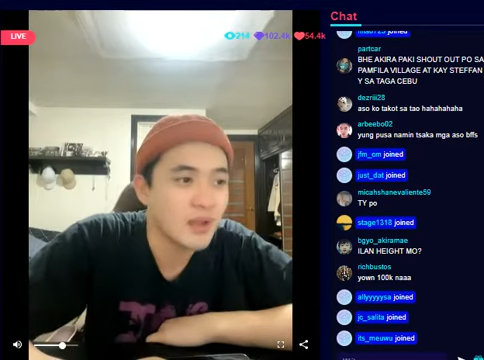 LIVE
214
102.4k
54.4k
Chat
joined
partcar
BHE AKIRA PAKI SHOUT OUT PO SA
PAMFILA VILLAGE AT KAY STEFFAN
Y SA TAGA CEBU
dezriii28
aso ko takot sa tao hahahahaha
arbeebo02
yung pusa namin tsaka mga aso bffs
jfm_cm joined
just_dat joined
micahshanevaliente59
TY po
stage1318 joined
bgyo_akiramae
ILAN HEIGHT MO?
richbustos
yown 100k naaa
allyyyyysa joined
jc_salita joined
its_meuwu joined